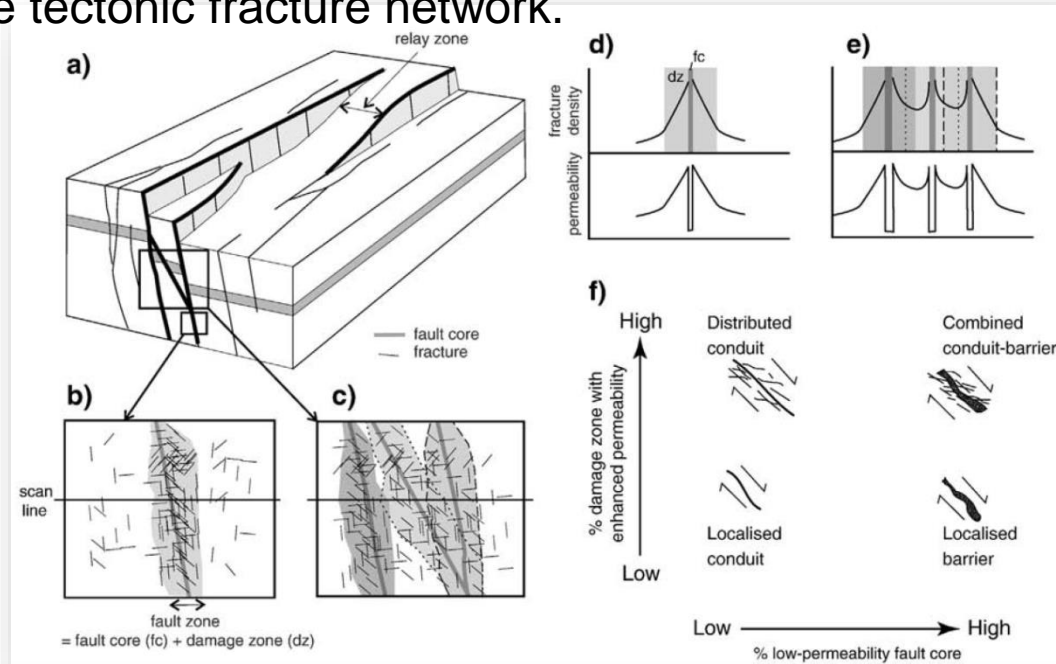 e tectonic fracture network.
a)
relay zone
fault core
fracture
b)
c)
scan
line
fault zone
= fault core (fc) + damage zone (dz)
d)
fc
dz
e)
fracture
density
permeability
f)
High
Distributed
conduit
Combined
conduit-barrier
% damage zone with
enhanced permeability
Localised
conduit
Localised
barrier
Low
Low
High
% low-permeability fault core